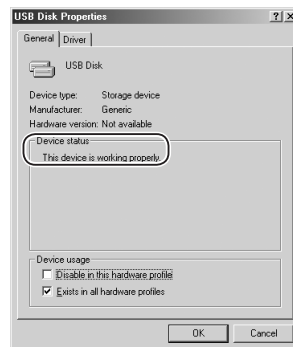 USB Disk Properties
General Driver
USB Disk
Device type: Storage device
Manufacturer: Generic
Hardware version: Not available
Device status
This device is working properly.
Device usage
Disable in this hardware profile
Exists in all hardware profiles
OK Cancel